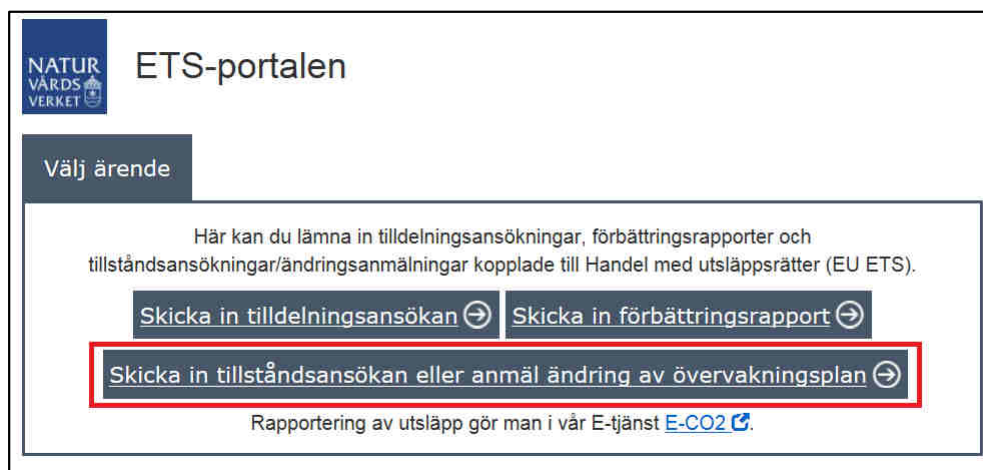 NATUR
VÅRDS
VERKET
ETS-portalen
Välj ärende
Här kan du lämna in tilldelningsansökningar, förbättringsrapporter och
tillståndsansökningar/ändringsanmälningar kopplade till Handel med utsläppsrätter (EU ETS).
Skicka in tilldelningsansökan Skicka in förbättringsrapport
Skicka in tillståndsansökan eller anmäl ändring av övervakningsplan
Rapportering av utsläpp gör man i vår E-tjänst E-CO2.